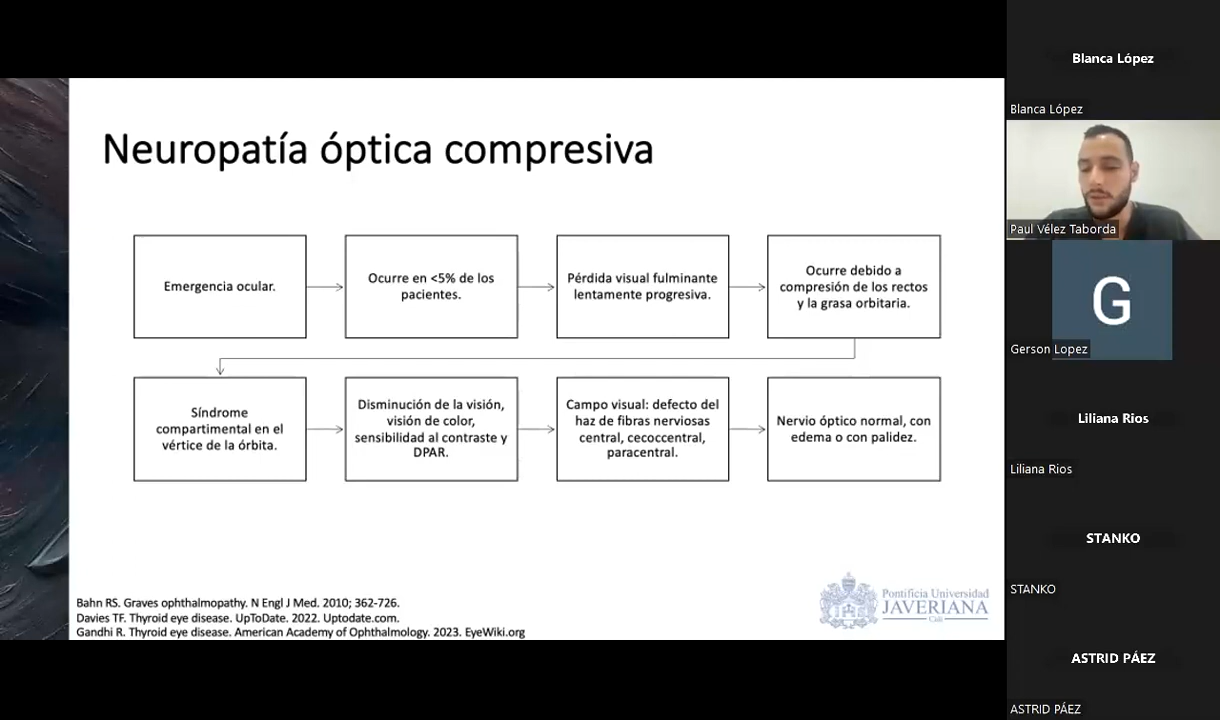 Neuropatía óptica compresiva
Emergencia ocular.
Ocurre en <5% de los
pacientes.
Pérdida visual fulminante
lentamente progresiva.
Ocurre debido a
compresión de los rectos
y la grasa orbitaria.
Síndrome
compartimental en el
vértice de la órbita.
Disminución de la visión,
visión de color,
sensibilidad al contraste y
DPAR.
Campo visual: defecto del
haz de fibras nerviosas
central, cecoccentral,
paracentral.
Nervio óptico normal, con
edema o con palidez.
Bahn RS. Graves ophthalmopathy. N Engl J Med. 2010; 362-726.
Davies TF. Thyroid eye disease. UpToDate. 2022. Uptodate.com.
Gandhi R. Thyroid eye disease. American Academy of Ophthalmology. 2023. EyeWiki.org
Pontificia Universidad
JAVERIANA
Cali
Blanca López
Blanca López
Paul Vélez Taborda
G
Gerson Lopez
Liliana Rios
Liliana Rios
STANKO
STANKO
ASTRID PÁEZ
ASTRID PÁEZ